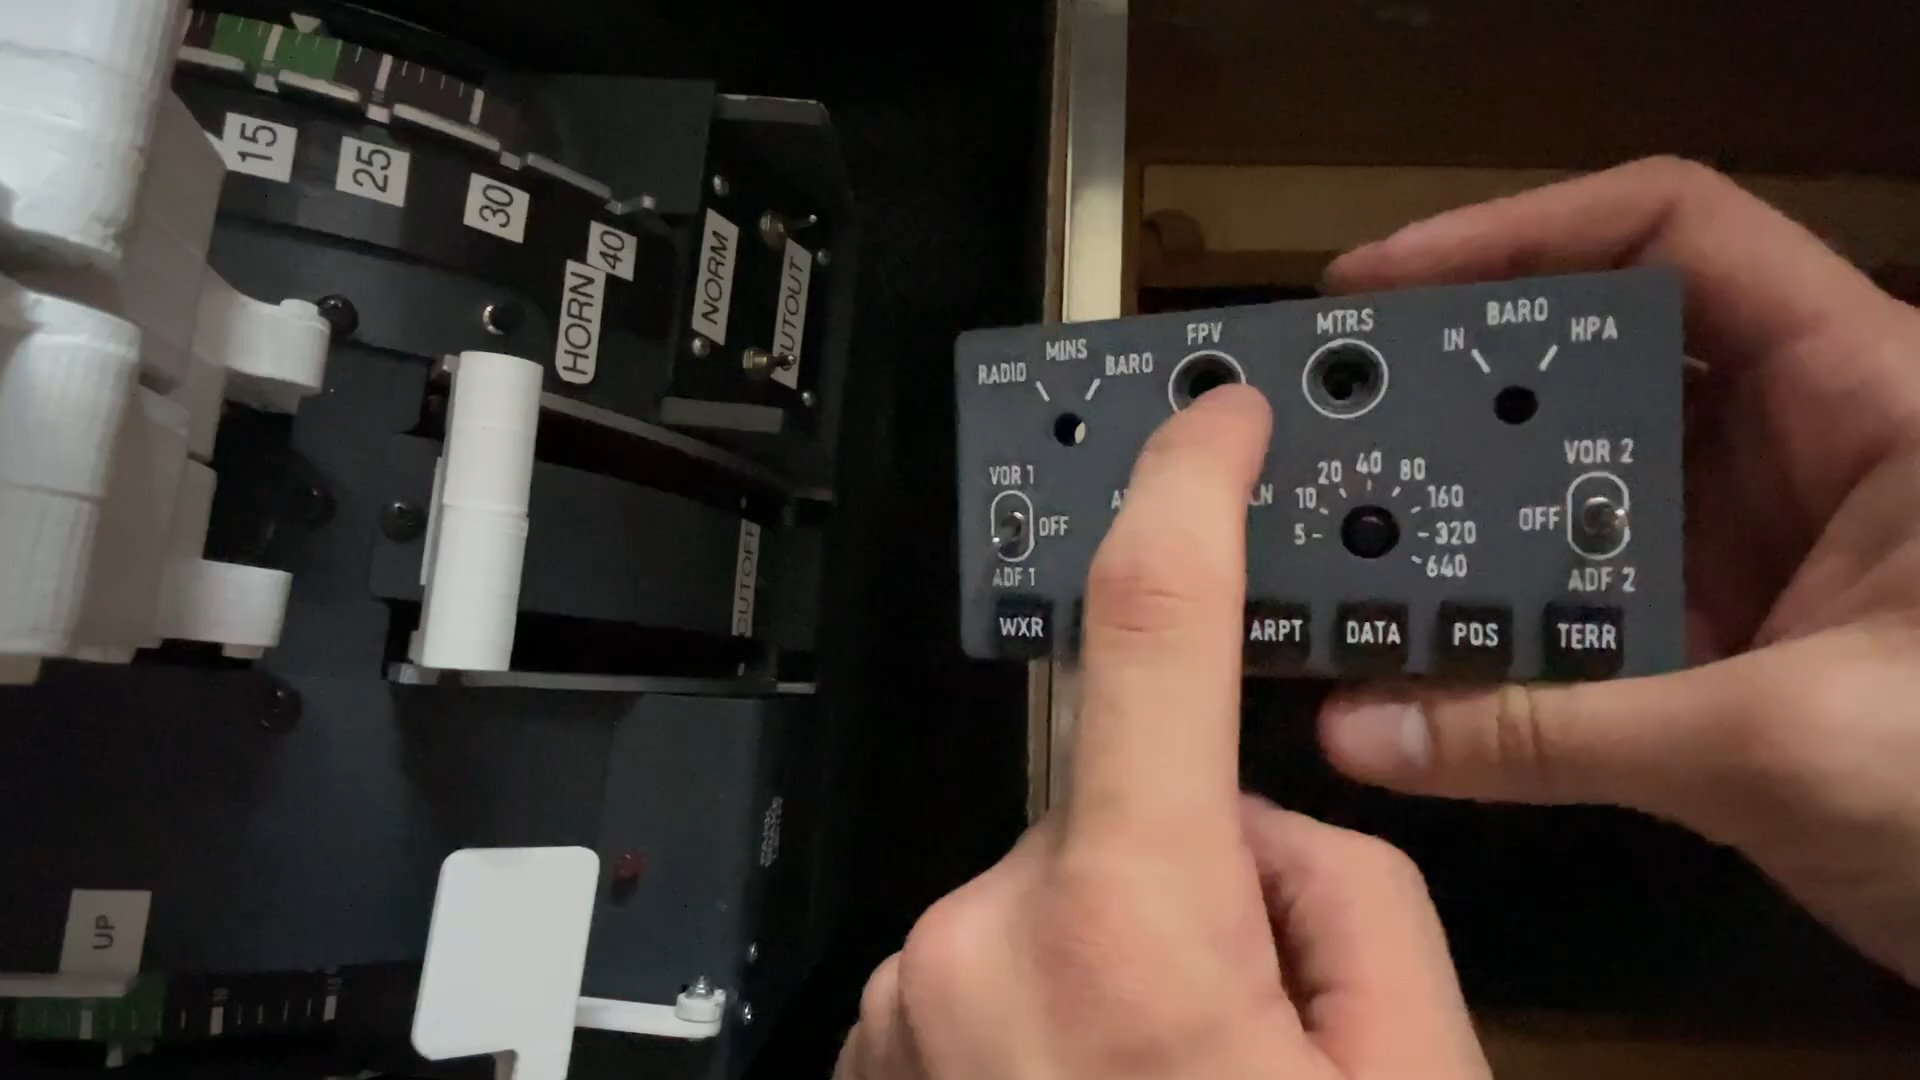 15
25
30
40
HORN
NORM
CUTOUT
UP
FPV
MTRS
BARO
MINS
IN
HPA
RADIO
BARO
VOR 1
OFF
ADF 1
5
10
20
40
80
160
320
640
VOR 2
OFF
ADF 2
WXR
ARPT
DATA
POS
TERR